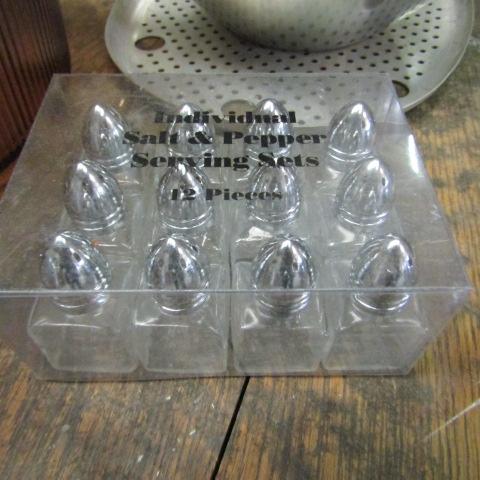 Individual
Salt & Pepper
Serving Sets
12 Pieces